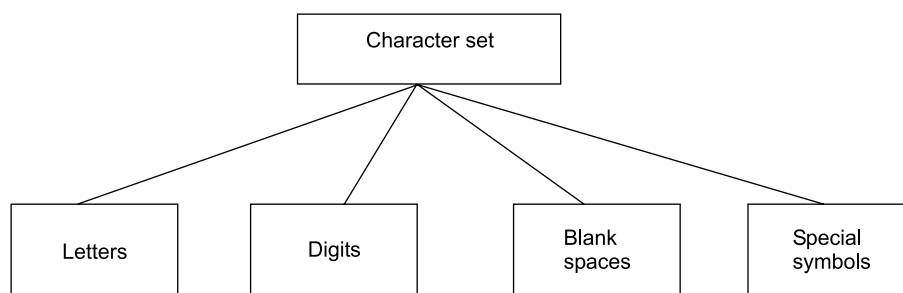 Character set
Letters
Digits
Blank
spaces
Special
symbols